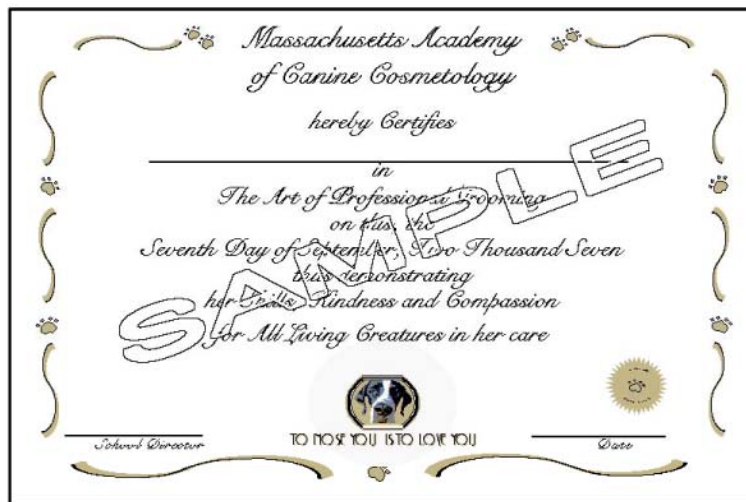 Massachusetts Academy
of Canine Cosmetology
hereby Certifies
in
The Art of Professional Grooming
on this, the
Seventh Day of September, Two Thousand Seven
thus demonstrating
her Skills, Kindness and Compassion
for All Living Creatures in her care
SAMPLE
TO NOSE YOU IS TO LOVE YOU
School Director
Date